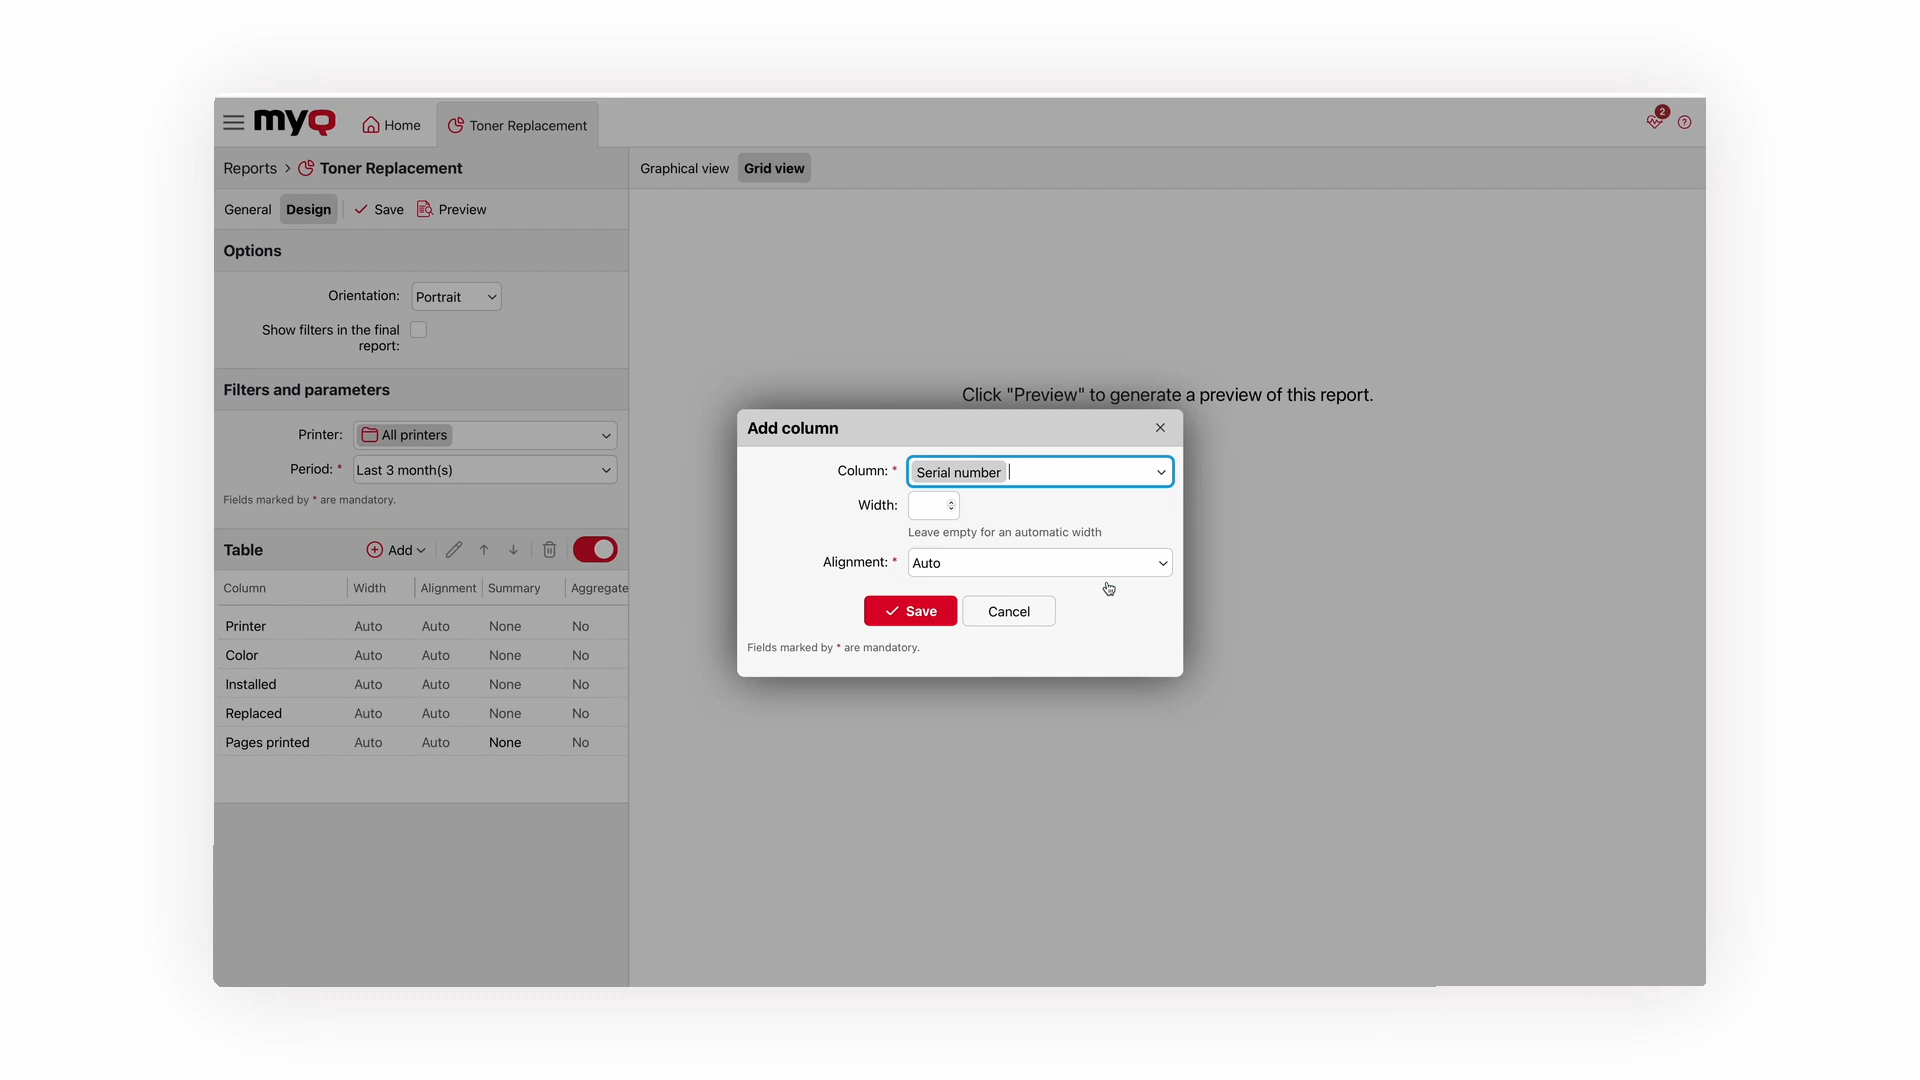 myQ
Home
Toner Replacement
2
?
Reports > Toner Replacement
Graphical view Grid view
General Design Save Preview
Options
Orientation: Portrait
Show filters in the final
report:
Filters and parameters
Click "Preview" to generate a preview of this report.
Printer: All printers
Period: * Last 3 month(s)
Fields marked by * are mandatory.
Table Add
Column Width Alignment Summary Aggregate
Printer Auto Auto None No
Color Auto Auto None No
Installed Auto Auto None No
Replaced Auto Auto None No
Pages printed Auto Auto None No
Add column
Column: * Serial number
Width:
Leave empty for an automatic width
Alignment: * Auto
Save Cancel
Fields marked by * are mandatory.